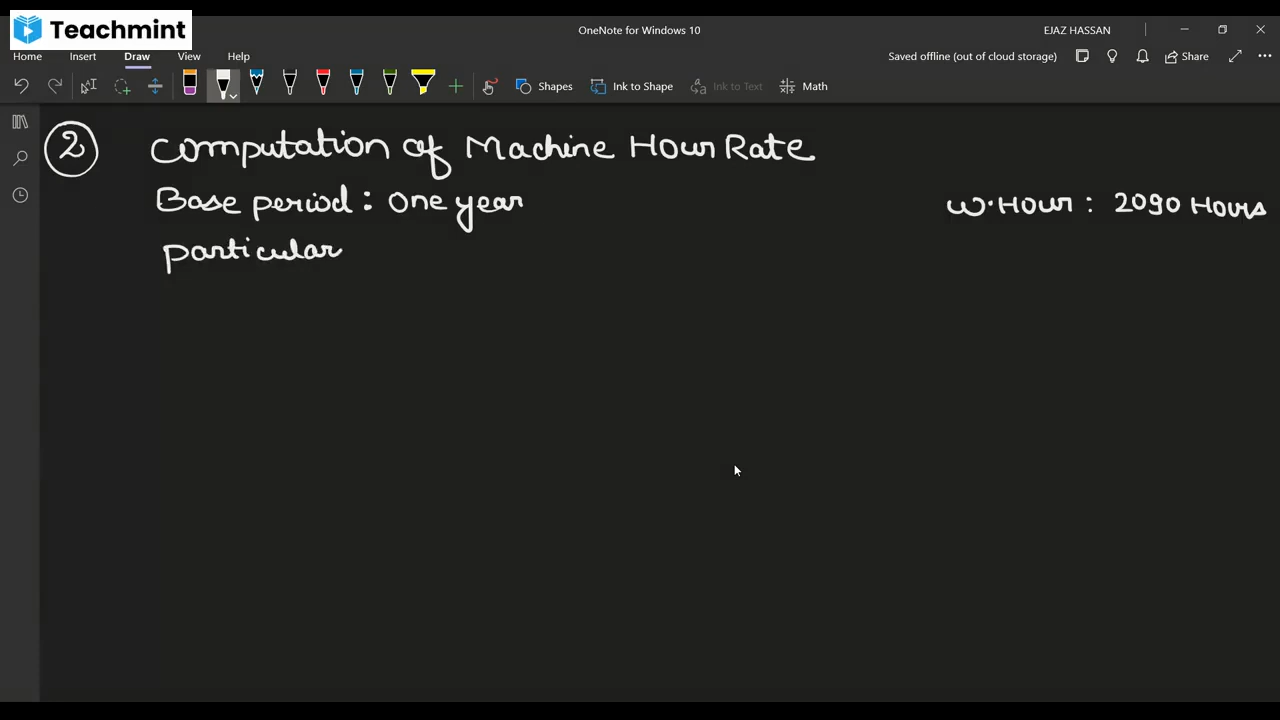 Teachmint
OneNote for Windows 10
EJAZ HASSAN
Home Insert Draw View Help
Saved offline (out of cloud storage)
Share
Shapes
Ink to Shape
Ink to Text
Math
2 Computation of Machine Hour Rate
Base period : One year
W. Hour : 2090 Hours
particular